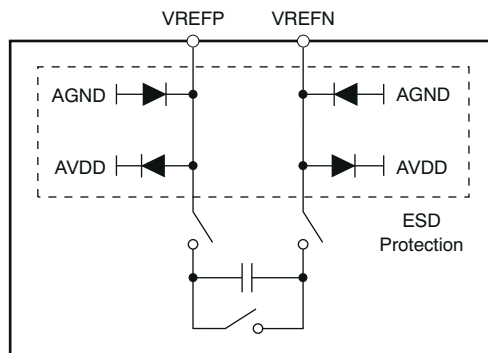 VREFP VREFN
AGND AGND
AVDD AVDD
ESD
Protection